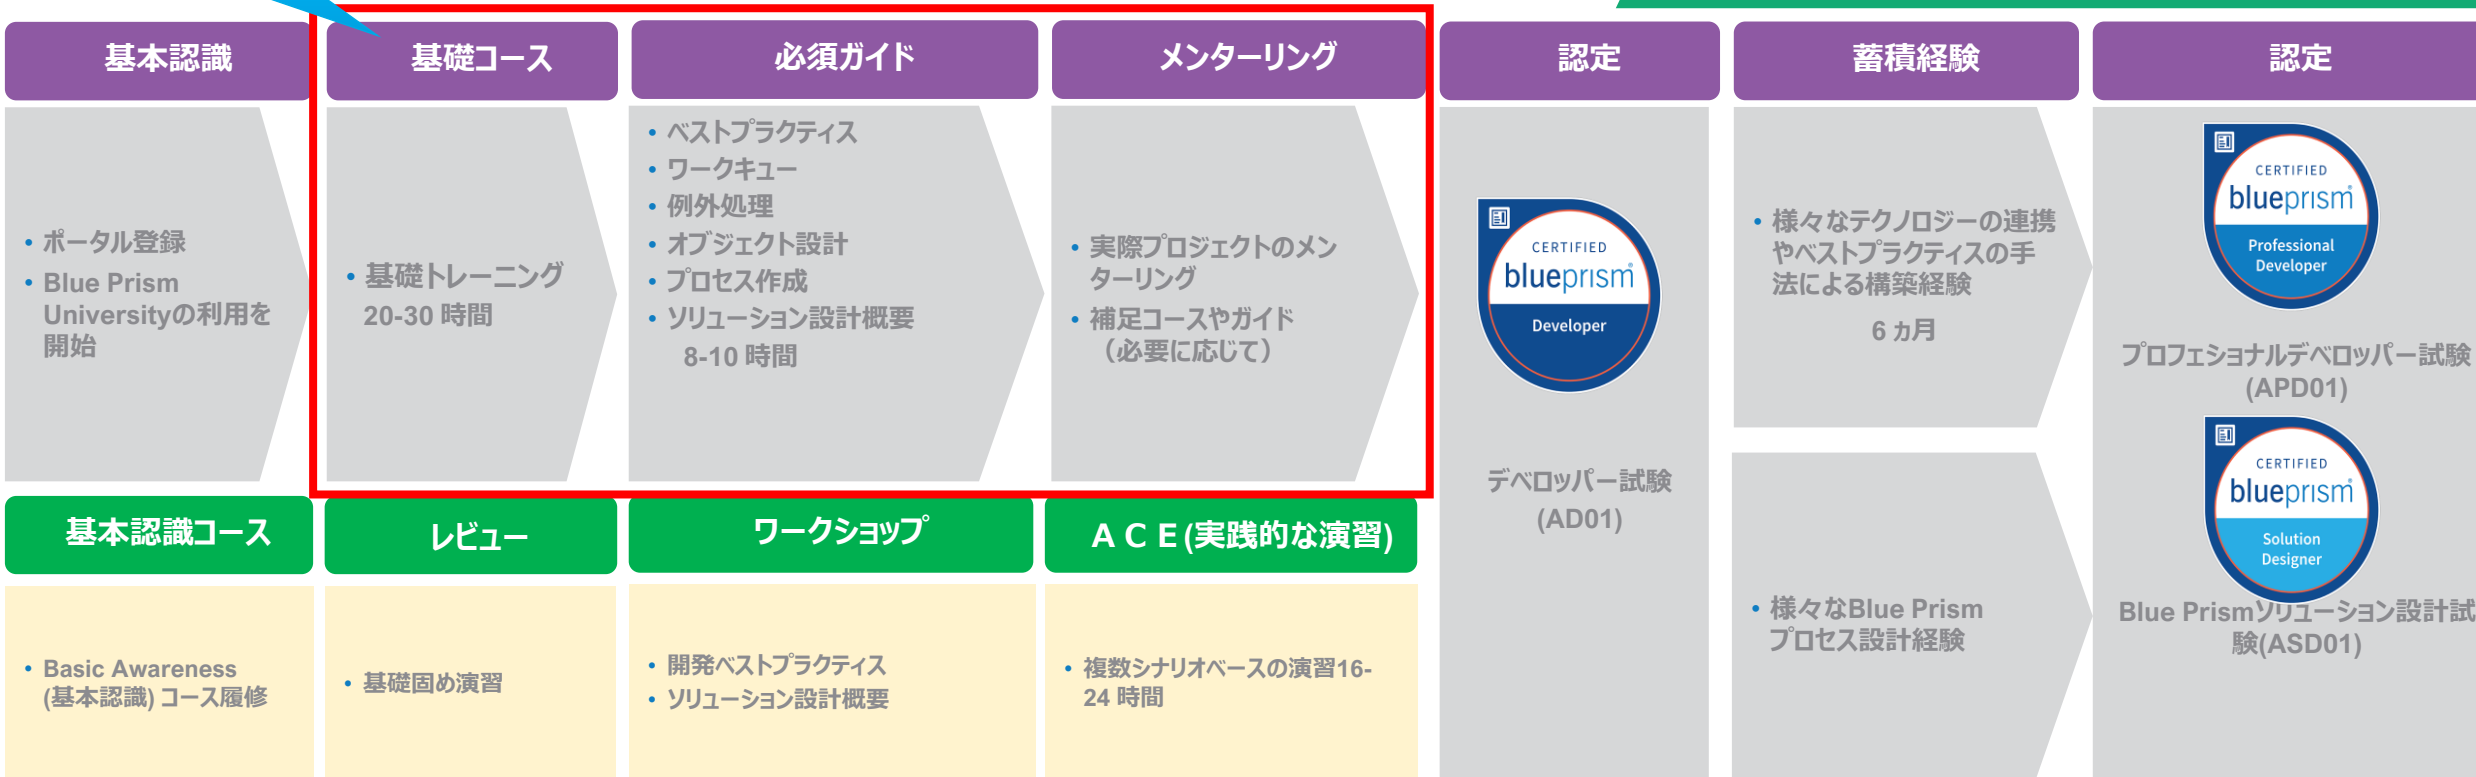 基本認識
基礎コース
必須ガイド
メンターリング
認定
蓄積経験
認定
• ポータル登録
• Blue Prism
Universityの利用を
開始
• 基礎トレーニング
20-30 時間
• ベストプラクティス
• ワークキュー
• 例外処理
• オブジェクト設計
• プロセス作成
• ソリューション設計概要
8-10 時間
• 実際プロジェクトのメン
ターリング
• 補足コースやガイド
（必要に応じて）
CERTIFIED
blueprism
Developer
デベロッパー試験
(AD01)
• 様々なテクノロジーの連携
やベストプラクティスの手
法による構築経験
6 ヵ月
• 様々なBlue Prism
プロセス設計経験
CERTIFIED
blueprism
Professional
Developer
プロフェショナルデベロッパー試験
(APD01)
CERTIFIED
blueprism
Solution
Designer
Blue Prismソリューション設計試
験(ASD01)
基本認識コース
レビュー
ワークショップ
ＡＣＥ(実践的な演習)
• Basic Awareness
(基本認識) コース履修
• 基礎固め演習
• 開発ベストプラクティス
• ソリューション設計概要
• 複数シナリオベースの演習16-
24 時間